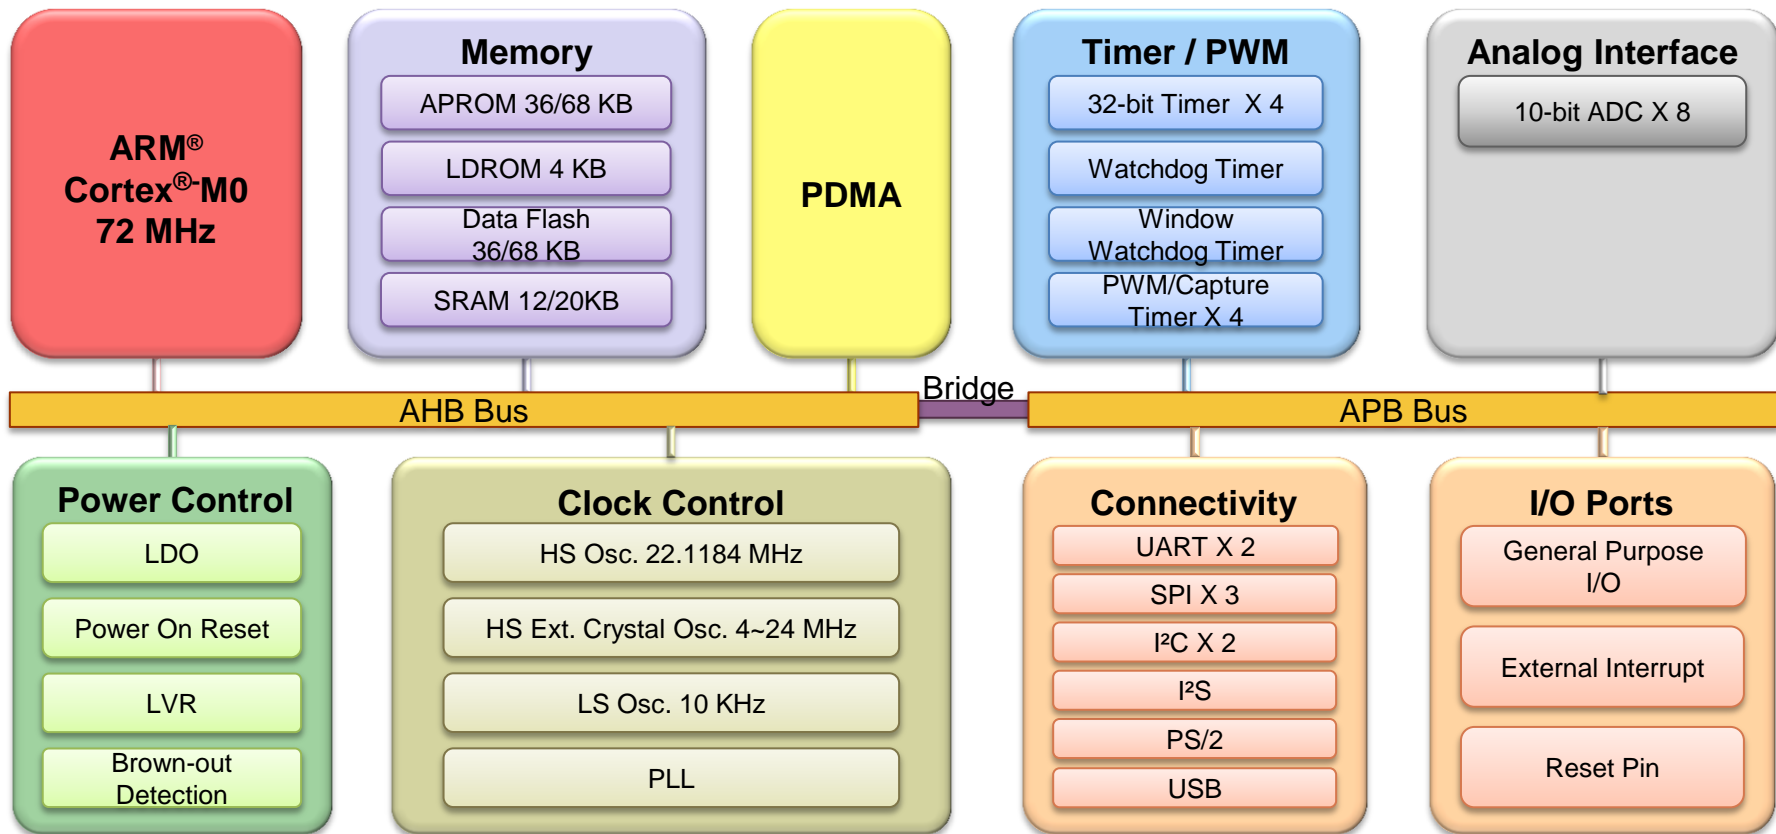 ARM®
Cortex®-M0
72 MHz
Memory
APROM 36/68 KB
LDROM 4 KB
Data Flash
36/68 KB
SRAM 12/20KB
PDMA
Timer / PWM
32-bit Timer X 4
Watchdog Timer
Window
Watchdog Timer
PWM/Capture
Timer X 4
Analog Interface
10-bit ADC X 8
AHB Bus
Bridge
APB Bus
Power Control
LDO
Power On Reset
LVR
Brown-out
Detection
Clock Control
HS Osc. 22.1184 MHz
HS Ext. Crystal Osc. 4~24 MHz
LS Osc. 10 KHz
PLL
Connectivity
UART X 2
SPI X 3
I²C X 2
I²S
PS/2
USB
I/O Ports
General Purpose
I/O
External Interrupt
Reset Pin